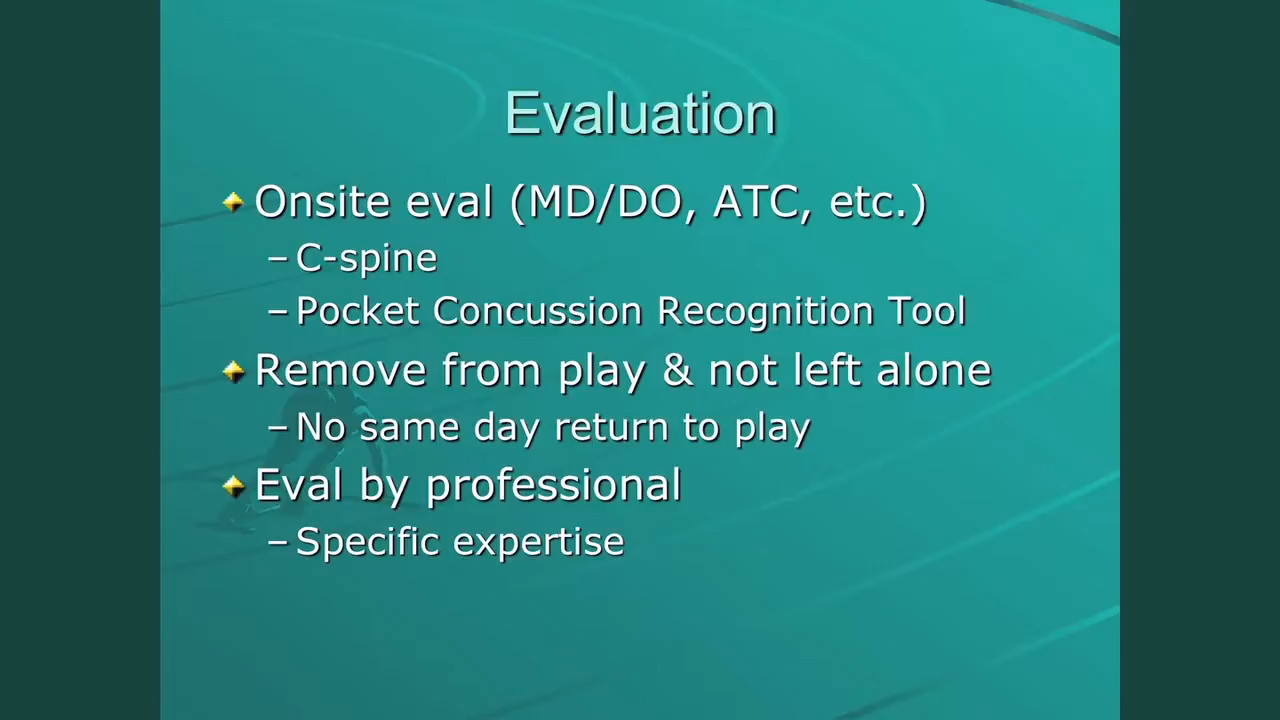 Evaluation
Onsite eval (MD/DO, ATC, etc.)
– C-spine
– Pocket Concussion Recognition Tool
Remove from play & not left alone
– No same day return to play
Eval by professional
– Specific expertise